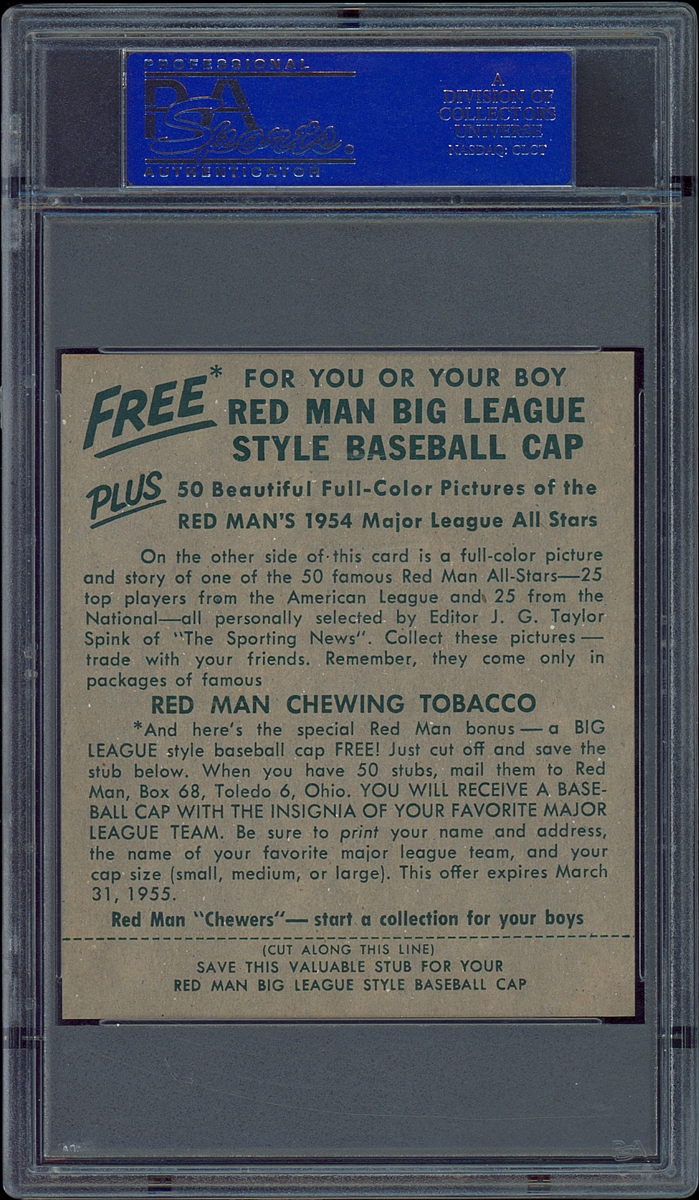 PROFESSIONAL
PSA
Sports
AUTHENTICATOR
A
DIVISION OF
COLLECTORS
UNIVERSE
NASDAQ: CLCT
FREE* FOR YOU OR YOUR BOY
RED MAN BIG LEAGUE
STYLE BASEBALL CAP
PLUS 50 Beautiful Full-Color Pictures of the
RED MAN'S 1954 Major League All Stars
On the other side of this card is a full-color picture
and story of one of the 50 famous Red Man All-Stars—25
top players from the American League and 25 from the
National—all personally selected by Editor J. G. Taylor
Spink of "The Sporting News". Collect these pictures —
trade with your friends. Remember, they come only in
packages of famous
RED MAN CHEWING TOBACCO
*And here's the special Red Man bonus — a BIG
LEAGUE style baseball cap FREE! Just cut off and save the
stub below. When you have 50 stubs, mail them to Red
Man, Box 68, Toledo 6, Ohio. YOU WILL RECEIVE A BASE-
BALL CAP WITH THE INSIGNIA OF YOUR FAVORITE MAJOR
LEAGUE TEAM. Be sure to print your name and address,
the name of your favorite major league team, and your
cap size (small, medium, or large). This offer expires March
31, 1955.
Red Man "Chewers"— start a collection for your boys
(CUT ALONG THIS LINE)
SAVE THIS VALUABLE STUB FOR YOUR
RED MAN BIG LEAGUE STYLE BASEBALL CAP
PSA